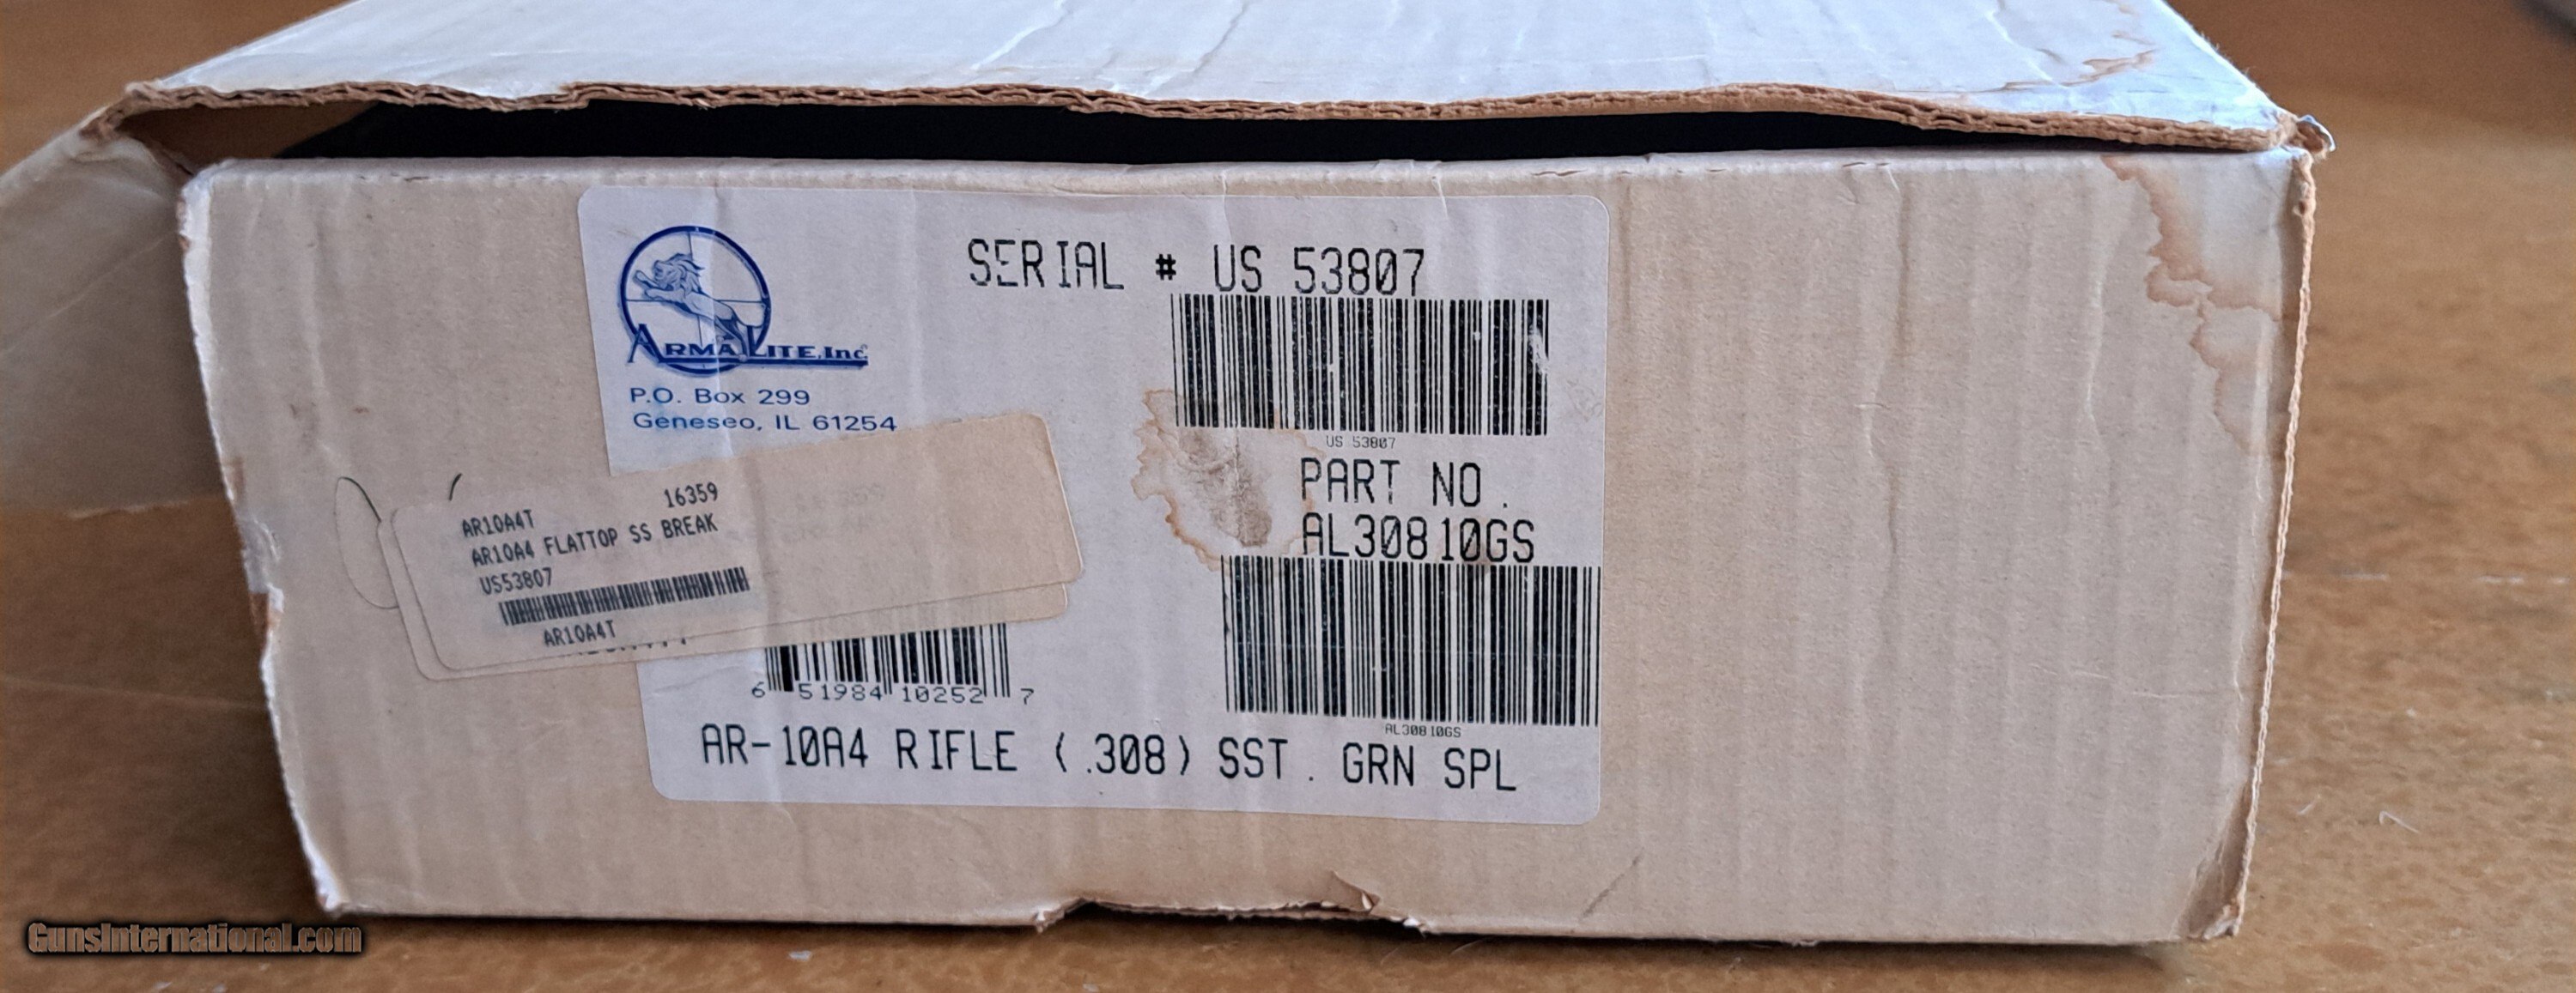 SERIAL # US 53807
ARMALITE, Inc.
P.O. Box 299
Geneseo, IL 61254
US 53807
PART NO.
AL30810GS
AL30810GS
AR10A4T 16359
AR10A4 FLATTOP SS BREAK
US53807
AR10A4T
6 51984 10252 7
AR-10A4 RIFLE (.308) SST. GRN SPL
GunsInternational.com